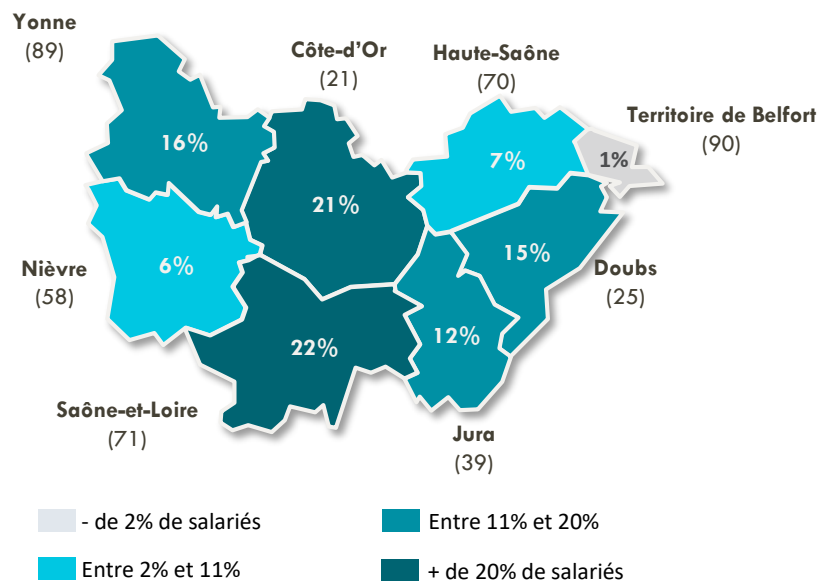 Yonne
(89)
Côte-d'Or
(21)
Haute-Saône
(70)
Territoire de Belfort
(90)
16%
7%
1%
21%
Nièvre
(58)
6%
15%
Doubs
(25)
22%
12%
Saône-et-Loire
(71)
Jura
(39)
- de 2% de salariés
Entre 11% et 20%
Entre 2% et 11%
+ de 20% de salariés